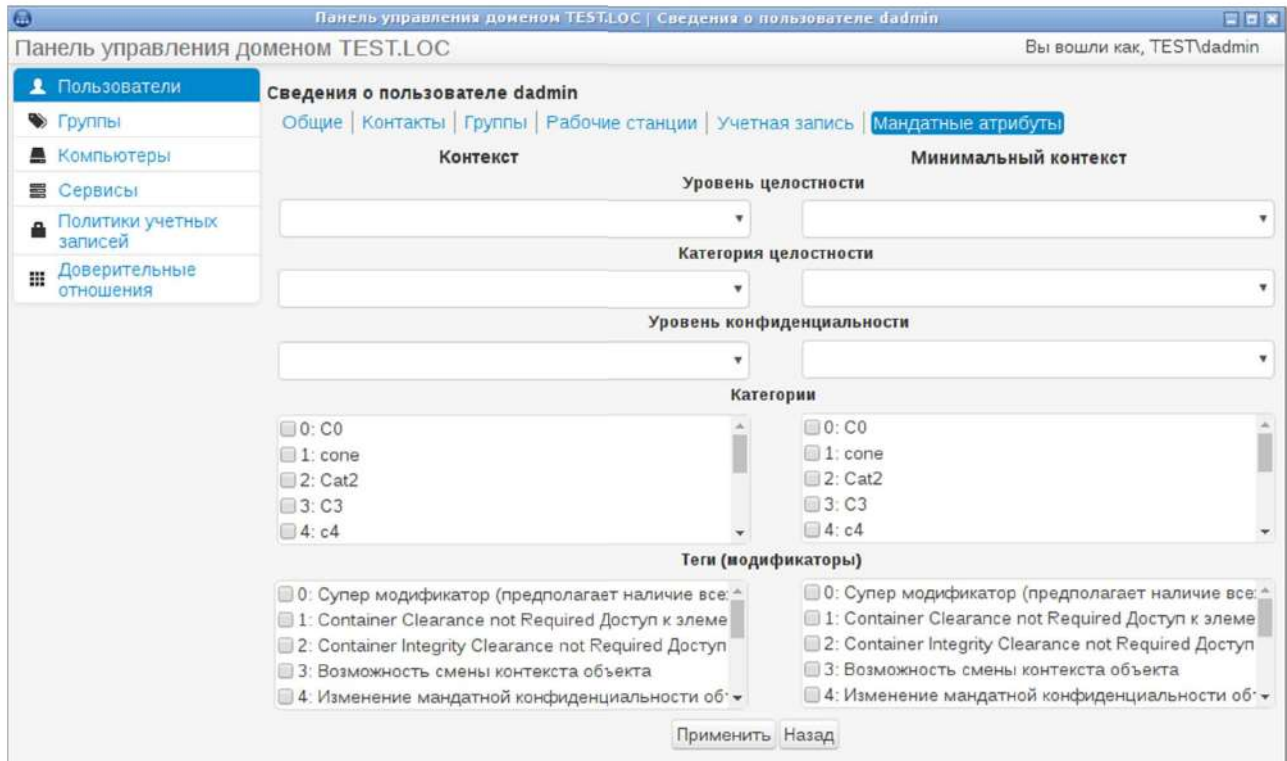 Панель управления доменом TEST.LOC | Сведения о пользователе dadmin
Панель управления доменом TEST.LOC
Вы вошли как, TEST\dadmin
Пользователи
Группы
Компьютеры
Сервисы
Политики учетных
записей
Доверительные
отношения
Сведения о пользователе dadmin
Общие | Контакты | Группы | Рабочие станции | Учетная запись | Мандатные атрибуты
Контекст
Минимальный контекст
Уровень целостности
Категория целостности
Уровень конфиденциальности
Категории
0: C0
1: cone
2: Cat2
3: C3
4: c4
0: C0
1: cone
2: Cat2
3: C3
4: c4
Теги (модификаторы)
0: Супер модификатор (предполагает наличие все
1: Container Clearance not Required Доступ к элеме
2: Container Integrity Clearance not Required Доступ
3: Возможность смены контекста объекта
4: Изменение мандатной конфиденциальности об
0: Супер модификатор (предполагает наличие все
1: Container Clearance not Required Доступ к элеме
2: Container Integrity Clearance not Required Доступ
3: Возможность смены контекста объекта
4: Изменение мандатной конфиденциальности об
Применить Назад